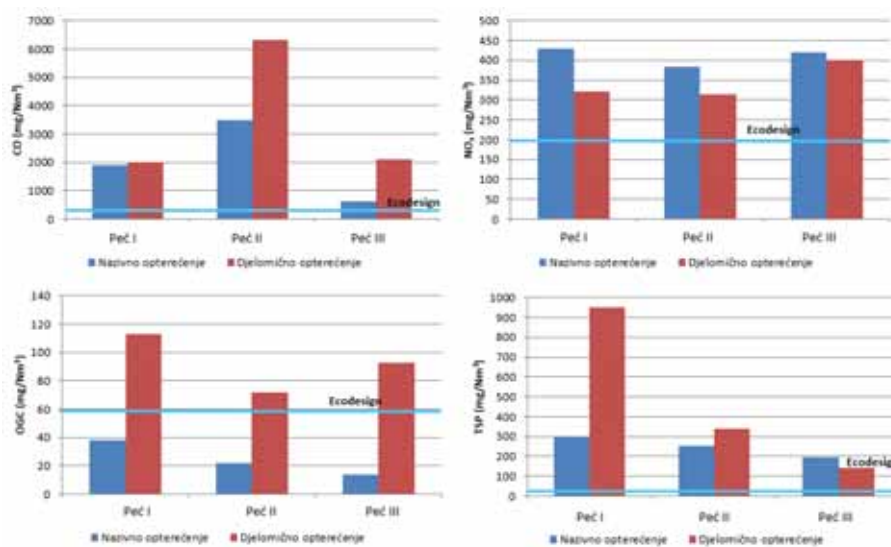 CO (mg/Nm³)
7000
6000
5000
4000
3000
2000
1000
0
Ecodesign
Peć I Peć II Peć III
Nazivno opterećenje Djelomično opterećenje
NOₓ (mg/Nm³)
500
450
400
350
300
250
200
150
100
50
0
Ecodesign
Peć I Peć II Peć III
Nazivno opterećenje Djelomično opterećenje
OGC (mg/Nm³)
140
120
100
80
60
40
20
0
Ecodesign
Peć I Peć II Peć III
Nazivno opterećenje Djelomično opterećenje
TSP (mg/Nm³)
1000
900
800
700
600
500
400
300
200
100
0
Ecodesign
Peć I Peć II Peć III
Nazivno opterećenje Djelomično opterećenje